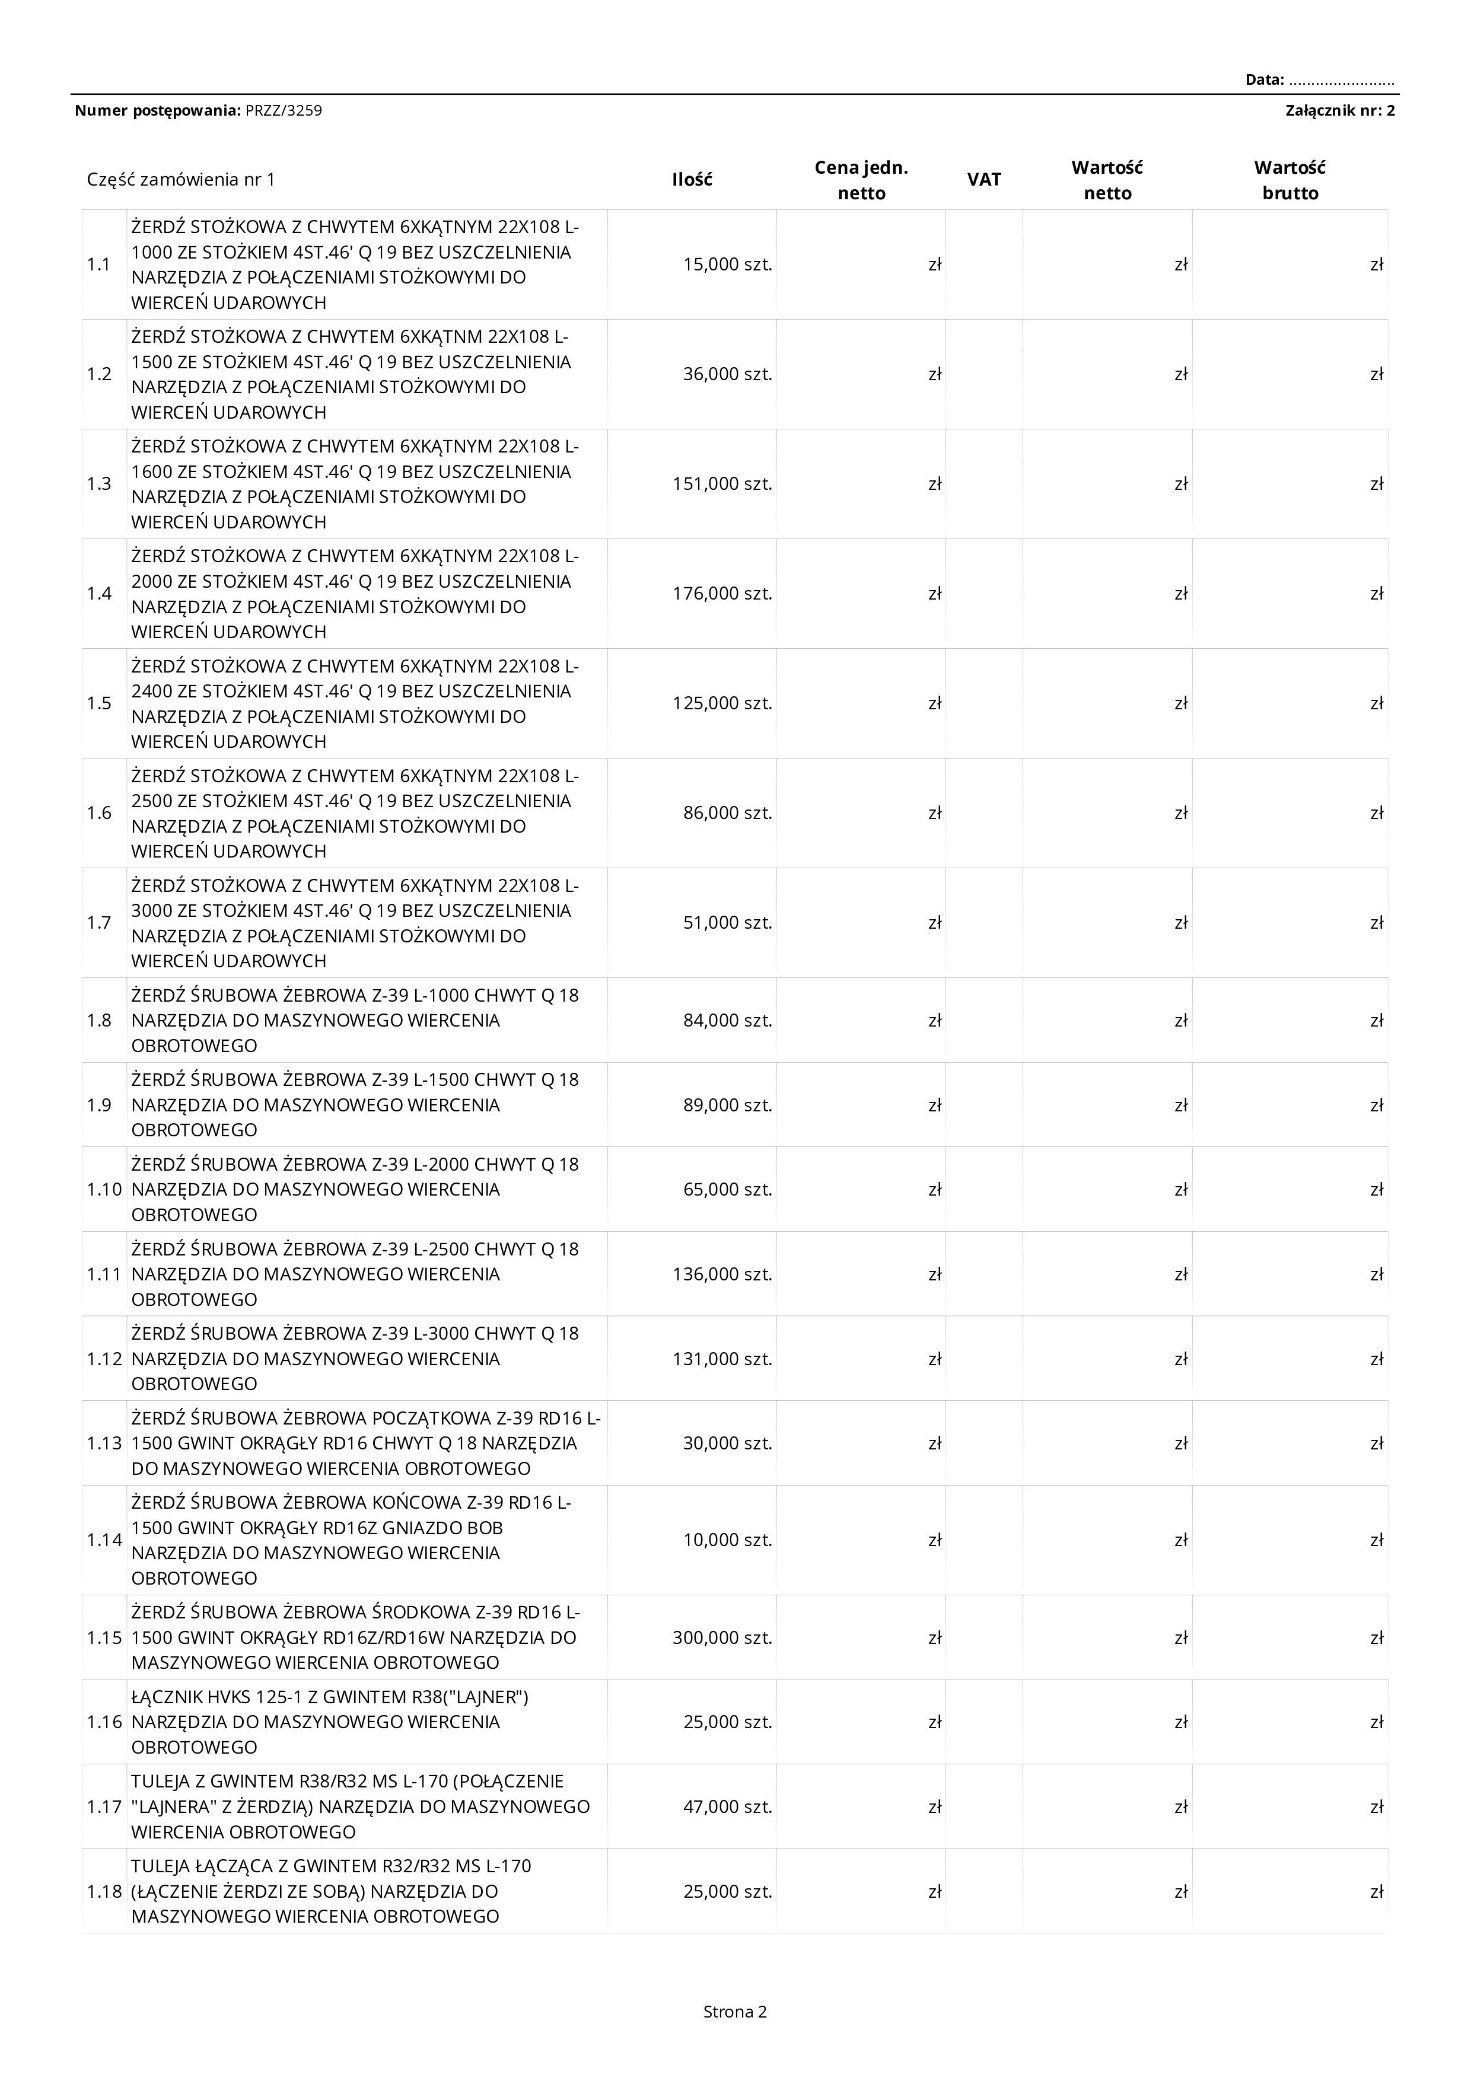 Data: ........................
Numer postępowania: PRZZ/3259 Załącznik nr: 2
Część zamówienia nr 1 Ilość Cena jedn. netto VAT Wartość netto Wartość brutto
ŻERDŹ STOŻKOWA Z CHWYTEM 6XKĄTNYM 22X108 L-
1000 ZE STOŻKIEM 4ST.46' Q 19 BEZ USZCZELNIENIA
1.1 15,000 szt. zł zł zł
NARZĘDZIA Z POŁĄCZENIAMI STOŻKOWYMI DO
WIERCEŃ UDAROWYCH
ŻERDŹ STOŻKOWA Z CHWYTEM 6XKĄTNM 22X108 L-
1500 ZE STOŻKIEM 4ST.46' Q 19 BEZ USZCZELNIENIA
1.2 36,000 szt. zł zł zł
NARZĘDZIA Z POŁĄCZENIAMI STOŻKOWYMI DO
WIERCEŃ UDAROWYCH
ŻERDŹ STOŻKOWA Z CHWYTEM 6XKĄTNYM 22X108 L-
1600 ZE STOŻKIEM 4ST.46' Q 19 BEZ USZCZELNIENIA
1.3 151,000 szt. zł zł zł
NARZĘDZIA Z POŁĄCZENIAMI STOŻKOWYMI DO
WIERCEŃ UDAROWYCH
ŻERDŹ STOŻKOWA Z CHWYTEM 6XKĄTNYM 22X108 L-
2000 ZE STOŻKIEM 4ST.46' Q 19 BEZ USZCZELNIENIA
1.4 176,000 szt. zł zł zł
NARZĘDZIA Z POŁĄCZENIAMI STOŻKOWYMI DO
WIERCEŃ UDAROWYCH
ŻERDŹ STOŻKOWA Z CHWYTEM 6XKĄTNYM 22X108 L-
2400 ZE STOŻKIEM 4ST.46' Q 19 BEZ USZCZELNIENIA
1.5 125,000 szt. zł zł zł
NARZĘDZIA Z POŁĄCZENIAMI STOŻKOWYMI DO
WIERCEŃ UDAROWYCH
ŻERDŹ STOŻKOWA Z CHWYTEM 6XKĄTNYM 22X108 L-
2500 ZE STOŻKIEM 4ST.46' Q 19 BEZ USZCZELNIENIA
1.6 86,000 szt. zł zł zł
NARZĘDZIA Z POŁĄCZENIAMI STOŻKOWYMI DO
WIERCEŃ UDAROWYCH
ŻERDŹ STOŻKOWA Z CHWYTEM 6XKĄTNYM 22X108 L-
3000 ZE STOŻKIEM 4ST.46' Q 19 BEZ USZCZELNIENIA
1.7 51,000 szt. zł zł zł
NARZĘDZIA Z POŁĄCZENIAMI STOŻKOWYMI DO
WIERCEŃ UDAROWYCH
ŻERDŹ ŚRUBOWA ŻEBROWA Z-39 L-1000 CHWYT Q 18
1.8 NARZĘDZIA DO MASZYNOWEGO WIERCENIA 84,000 szt. zł zł zł
OBROTOWEGO
ŻERDŹ ŚRUBOWA ŻEBROWA Z-39 L-1500 CHWYT Q 18
1.9 NARZĘDZIA DO MASZYNOWEGO WIERCENIA 89,000 szt. zł zł zł
OBROTOWEGO
ŻERDŹ ŚRUBOWA ŻEBROWA Z-39 L-2000 CHWYT Q 18
1.10 NARZĘDZIA DO MASZYNOWEGO WIERCENIA 65,000 szt. zł zł zł
OBROTOWEGO
ŻERDŹ ŚRUBOWA ŻEBROWA Z-39 L-2500 CHWYT Q 18
1.11 NARZĘDZIA DO MASZYNOWEGO WIERCENIA 136,000 szt. zł zł zł
OBROTOWEGO
ŻERDŹ ŚRUBOWA ŻEBROWA Z-39 L-3000 CHWYT Q 18
1.12 NARZĘDZIA DO MASZYNOWEGO WIERCENIA 131,000 szt. zł zł zł
OBROTOWEGO
ŻERDŹ ŚRUBOWA ŻEBROWA POCZĄTKOWA Z-39 RD16 L-
1.13 1500 GWINT OKRĄGŁY RD16 CHWYT Q 18 NARZĘDZIA 30,000 szt. zł zł zł
DO MASZYNOWEGO WIERCENIA OBROTOWEGO
ŻERDŹ ŚRUBOWA ŻEBROWA KOŃCOWA Z-39 RD16 L-
1500 GWINT OKRĄGŁY RD16Z GNIAZDO BOB
1.14 10,000 szt. zł zł zł
NARZĘDZIA DO MASZYNOWEGO WIERCENIA
OBROTOWEGO
ŻERDŹ ŚRUBOWA ŻEBROWA ŚRODKOWA Z-39 RD16 L-
1.15 1500 GWINT OKRĄGŁY RD16Z/RD16W NARZĘDZIA DO 300,000 szt. zł zł zł
MASZYNOWEGO WIERCENIA OBROTOWEGO
ŁĄCZNIK HVKS 125-1 Z GWINTEM R38("LAJNER")
1.16 NARZĘDZIA DO MASZYNOWEGO WIERCENIA 25,000 szt. zł zł zł
OBROTOWEGO
TULEJA Z GWINTEM R38/R32 MS L-170 (POŁĄCZENIE
1.17 "LAJNERA" Z ŻERDZIĄ) NARZĘDZIA DO MASZYNOWEGO 47,000 szt. zł zł zł
WIERCENIA OBROTOWEGO
TULEJA ŁĄCZĄCA Z GWINTEM R32/R32 MS L-170
1.18 (ŁĄCZENIE ŻERDZI ZE SOBĄ) NARZĘDZIA DO 25,000 szt. zł zł zł
MASZYNOWEGO WIERCENIA OBROTOWEGO
Strona 2